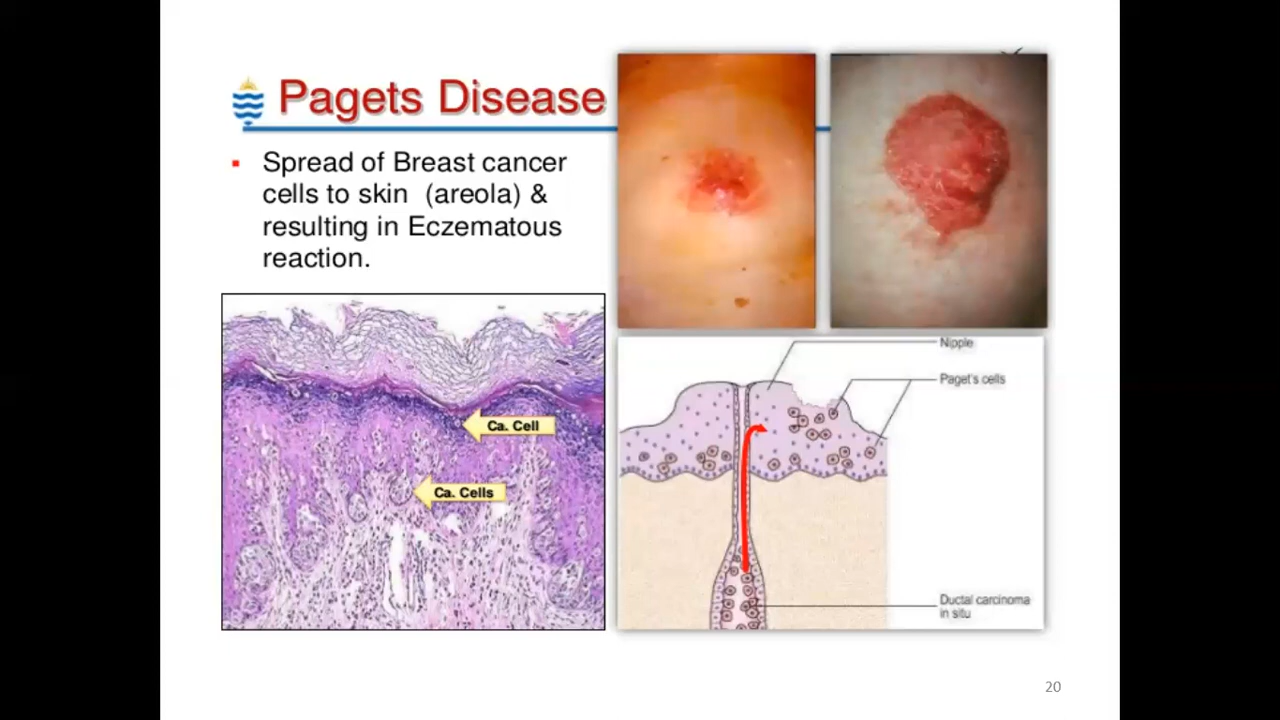 Pagets Disease
▪ Spread of Breast cancer
cells to skin (areola) &
resulting in Eczematous
reaction.
Ca. Cell
Ca. Cells
Nipple
Paget's cells
Ductal carcinoma
in situ
20